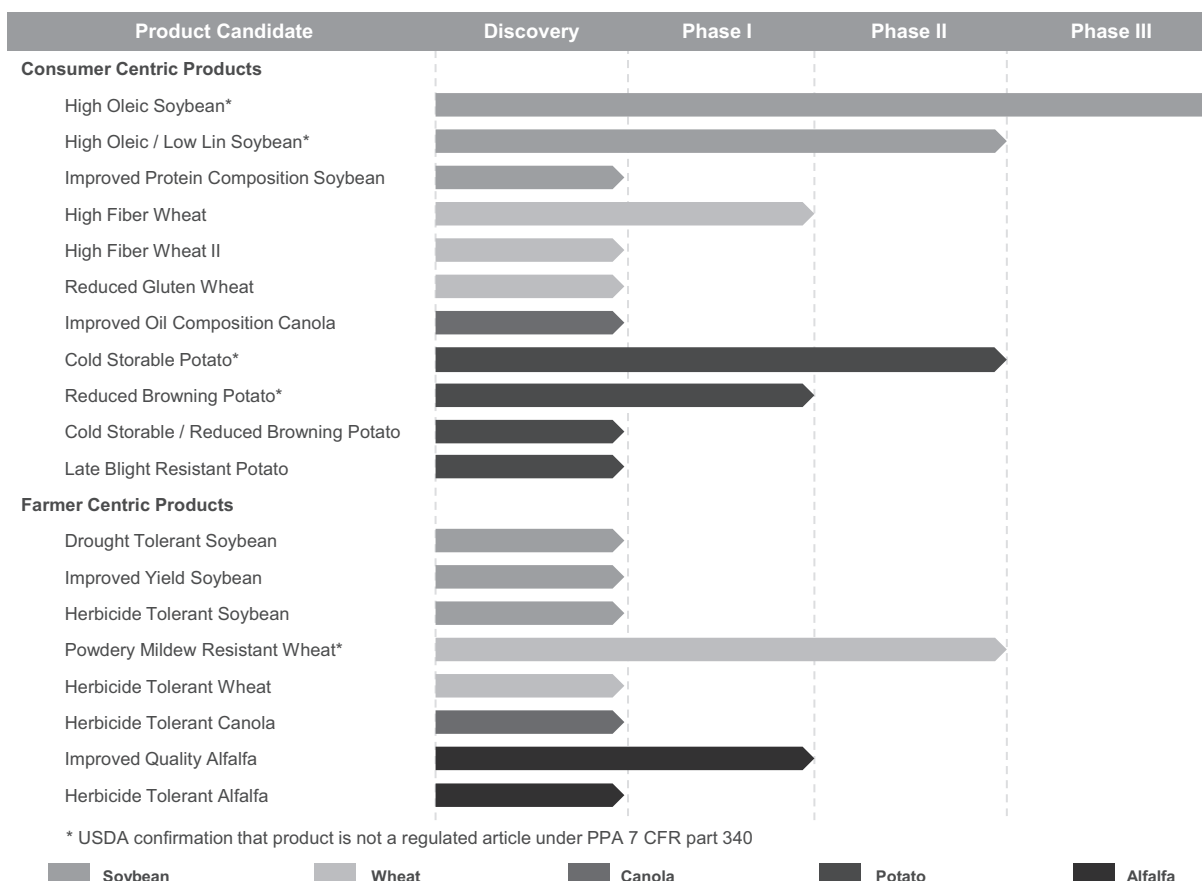 Product Candidate Discovery Phase I Phase II Phase III
Consumer Centric Products
High Oleic Soybean*
High Oleic / Low Lin Soybean*
Improved Protein Composition Soybean
High Fiber Wheat
High Fiber Wheat II
Reduced Gluten Wheat
Improved Oil Composition Canola
Cold Storable Potato*
Reduced Browning Potato*
Cold Storable / Reduced Browning Potato
Late Blight Resistant Potato
Farmer Centric Products
Drought Tolerant Soybean
Improved Yield Soybean
Herbicide Tolerant Soybean
Powdery Mildew Resistant Wheat*
Herbicide Tolerant Wheat
Herbicide Tolerant Canola
Improved Quality Alfalfa
Herbicide Tolerant Alfalfa
* USDA confirmation that product is not a regulated article under PPA 7 CFR part 340
Soybean Wheat Canola Potato Alfalfa